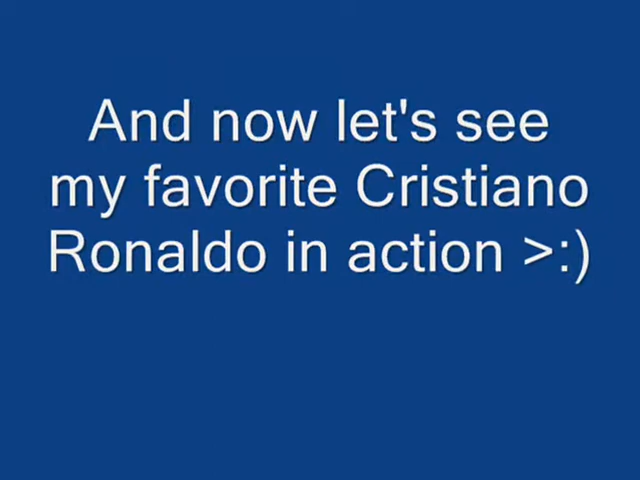 And now let's see
my favorite Cristiano
Ronaldo in action >:)